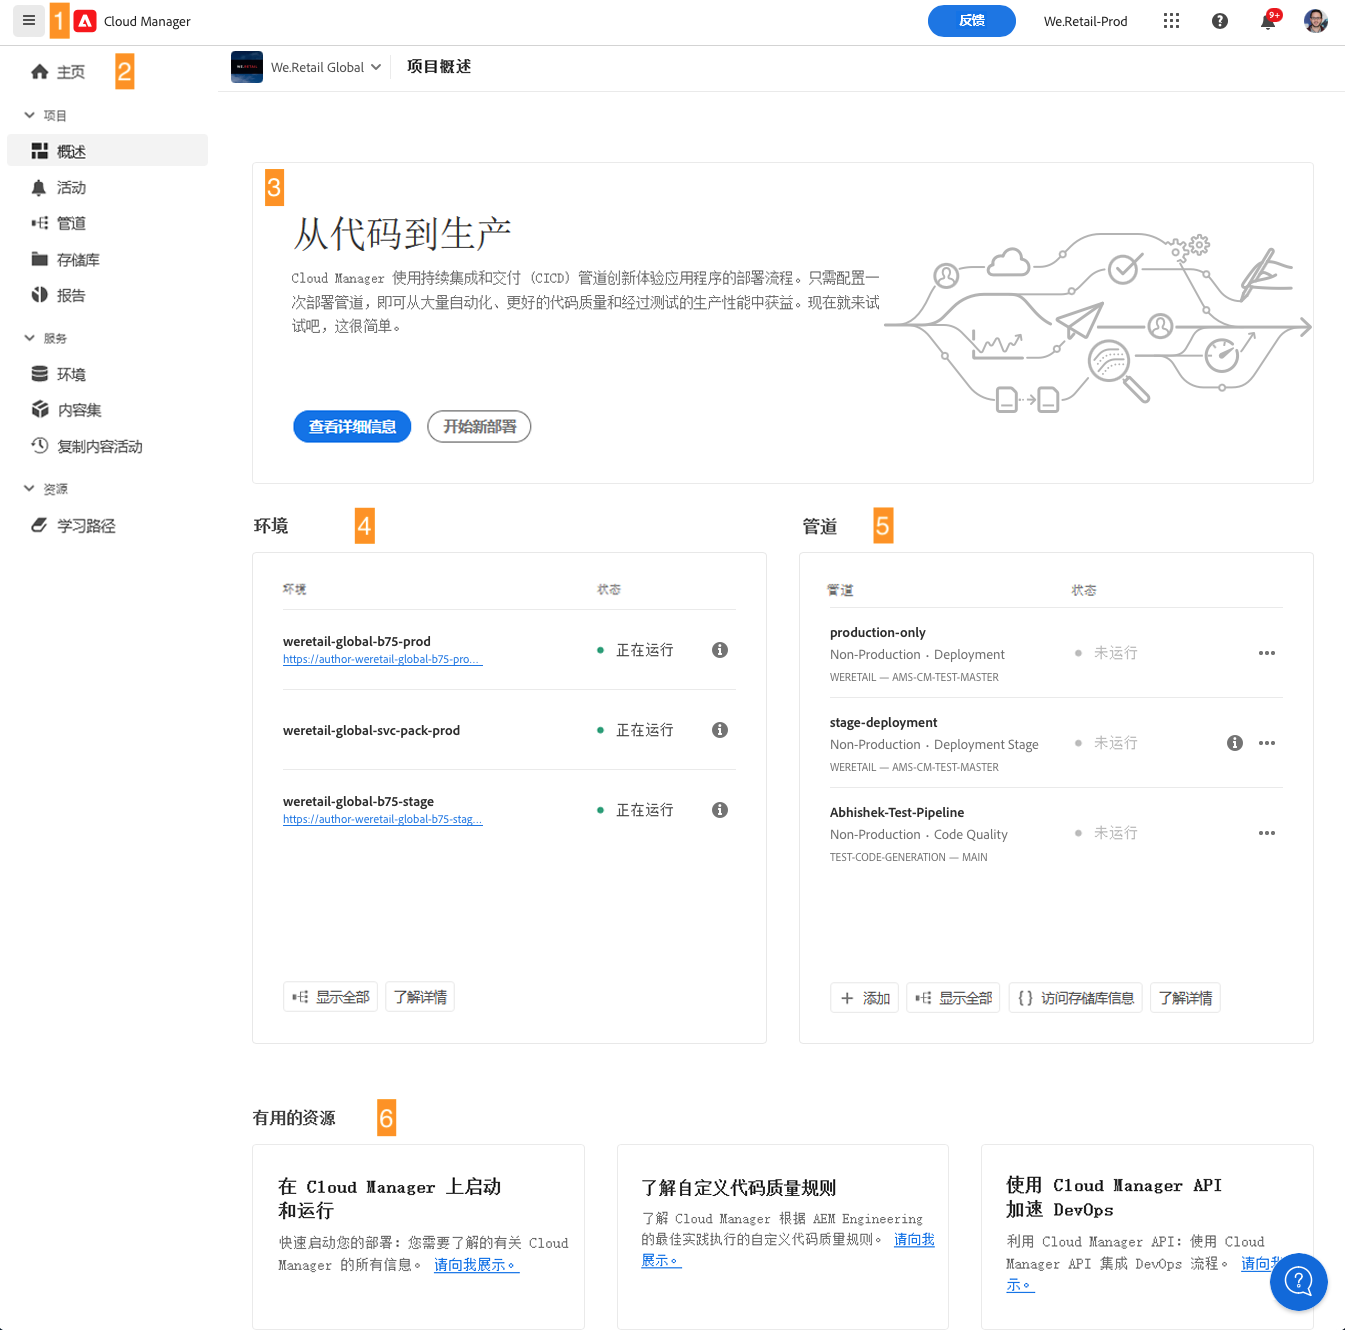 1
Cloud Manager
反馈
We.Retail-Prod
9+
主页
2
项目
概述
活动
管道
存储库
报告
服务
环境
内容集
复制内容活动
资源
学习路径
We.Retail Global
项目概述
3
从代码到生产
Cloud Manager 使用持续集成和交付（CICD）管道创新体验应用程序的部署流程。只需配置一
次部署管道，即可从大量自动化、更好的代码质量和经过测试的生产性能中获益。现在就来试
试吧，这很简单。
查看详细信息
开始新部署
环境
4
环境 状态
weretail-global-b75-prod
https://author-weretail-global-b75-pro...
正在运行
weretail-global-svc-pack-prod
正在运行
weretail-global-b75-stage
https://author-weretail-global-b75-stag...
正在运行
显示全部
了解详情
管道
5
管道 状态
production-only
Non-Production · Deployment
WERETAIL — AMS-CM-TEST-MASTER
未运行
stage-deployment
Non-Production · Deployment Stage
WERETAIL — AMS-CM-TEST-MASTER
未运行
Abhishek-Test-Pipeline
Non-Production · Code Quality
TEST-CODE-GENERATION — MAIN
未运行
添加
显示全部
访问存储库信息
了解详情
有用的资源
6
在 Cloud Manager 上启动
和运行
快速启动您的部署：您需要了解的有关 Cloud
Manager 的所有信息。 请向我展示。
了解自定义代码质量规则
了解 Cloud Manager 根据 AEM Engineering
的最佳实践执行的自定义代码质量规则。 请向我
展示。
使用 Cloud Manager API
加速 DevOps
利用 Cloud Manager API：使用 Cloud
Manager API 集成 DevOps 流程。 请向我
示。